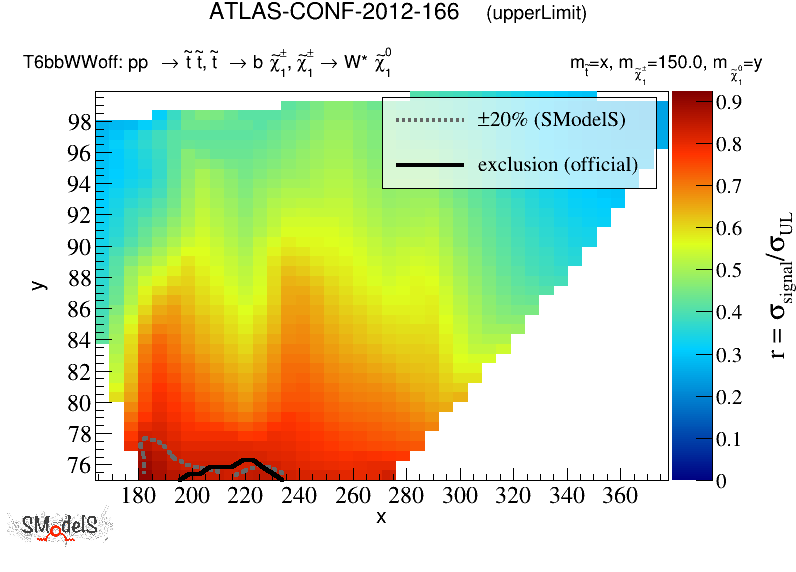 ATLAS-CONF-2012-166 (upperLimit)
T6bbWWoff: pp → t̃ t̃, t̃ → b χ̃₁±, χ̃₁± → W* χ̃₁⁰
m_t̃=x, m_χ̃₁±=150.0, m_χ̃₁⁰=y
±20% (SModelS)
exclusion (official)
98
96
94
92
90
88
86
84
82
80
78
76
y
180 200 220 240 260 280 300 320 340 360
x
0.9
0.8
0.7
0.6
0.5
0.4
0.3
0.2
0.1
0
r = σ_signal/σ_UL
SModelS